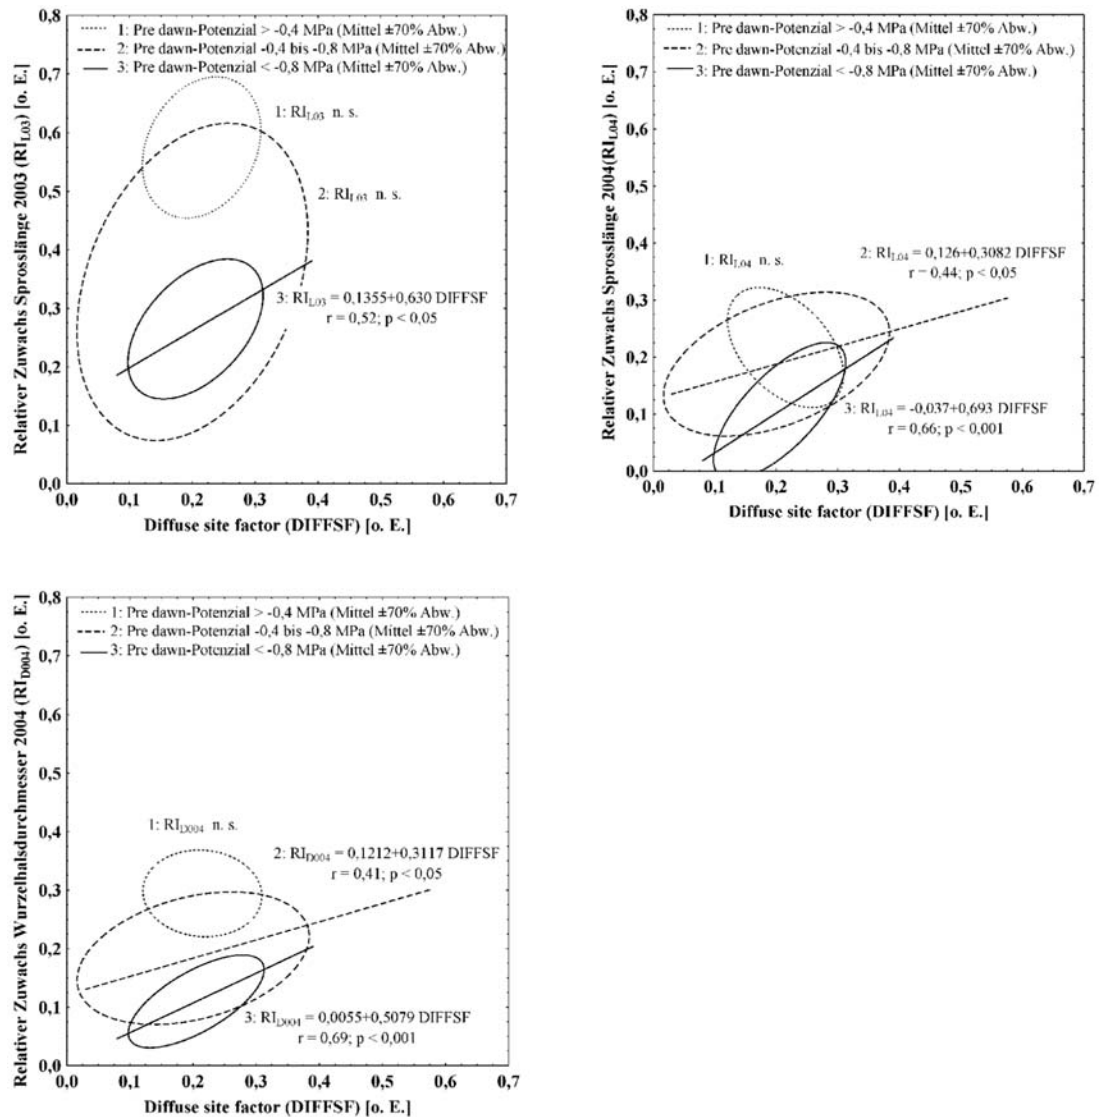 1: Pre dawn-Potenzial > -0,4 MPa (Mittel ±70% Abw.)
2: Pre dawn-Potenzial -0,4 bis -0,8 MPa (Mittel ±70% Abw.)
3: Pre dawn-Potenzial < -0,8 MPa (Mittel ±70% Abw.)
Relativer Zuwachs Sprosslänge 2003 (RI_L03) [o. E.]
0,8
0,7
0,6
0,5
0,4
0,3
0,2
0,1
0,0
1: RI_L03 n. s.
2: RI_L03 n. s.
3: RI_L03 = 0,1355+0,630 DIFFSF
r = 0,52; p < 0,05
0,0 0,1 0,2 0,3 0,4 0,5 0,6 0,7
Diffuse site factor (DIFFSF) [o. E.]
1: Pre dawn-Potenzial > -0,4 MPa (Mittel ±70% Abw.)
2: Pre dawn-Potenzial -0,4 bis -0,8 MPa (Mittel ±70% Abw.)
3: Pre dawn-Potenzial < -0,8 MPa (Mittel ±70% Abw.)
Relativer Zuwachs Sprosslänge 2004(RI_L04) [o. E.]
0,8
0,7
0,6
0,5
0,4
0,3
0,2
0,1
0,0
1: RI_L04 n. s.
2: RI_L04 = 0,126+0,3082 DIFFSF
r = 0,44; p < 0,05
3: RI_L04 = -0,037+0,693 DIFFSF
r = 0,66; p < 0,001
0,0 0,1 0,2 0,3 0,4 0,5 0,6 0,7
Diffuse site factor (DIFFSF) [o. E.]
1: Pre dawn-Potenzial > -0,4 MPa (Mittel ±70% Abw.)
2: Pre dawn-Potenzial -0,4 bis -0,8 MPa (Mittel ±70% Abw.)
3: Pre dawn-Potenzial < -0,8 MPa (Mittel ±70% Abw.)
Relativer Zuwachs Wurzelhalsdurchmesser 2004 (RI_D004) [o. E.]
0,8
0,7
0,6
0,5
0,4
0,3
0,2
0,1
0,0
1: RI_D004 n. s.
2: RI_D004 = 0,1212+0,3117 DIFFSF
r = 0,41; p < 0,05
3: RI_D004 = 0,0055+0,5079 DIFFSF
r = 0,69; p < 0,001
0,0 0,1 0,2 0,3 0,4 0,5 0,6 0,7
Diffuse site factor (DIFFSF) [o. E.]